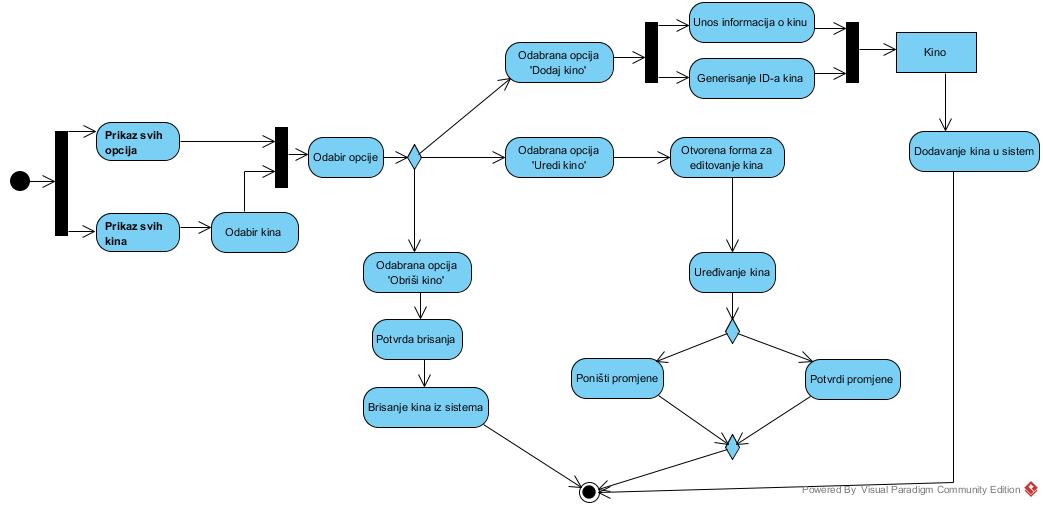 Unos informacija o kinu
Odabrana opcija
'Dodaj kino'
Kino
Generisanje ID-a kina
Prikaz svih
opcija
Odabir opcije
Odabrana opcija
'Uredi kino'
Otvorena forma za
editovanje kina
Dodavanje kina u sistem
Prikaz svih
kina
Odabir kina
Odabrana opcija
'Obriši kino'
Uređivanje kina
Potvrda brisanja
Poništi promjene
Potvrdi promjene
Brisanje kina iz sistema
Powered By Visual Paradigm Community Edition